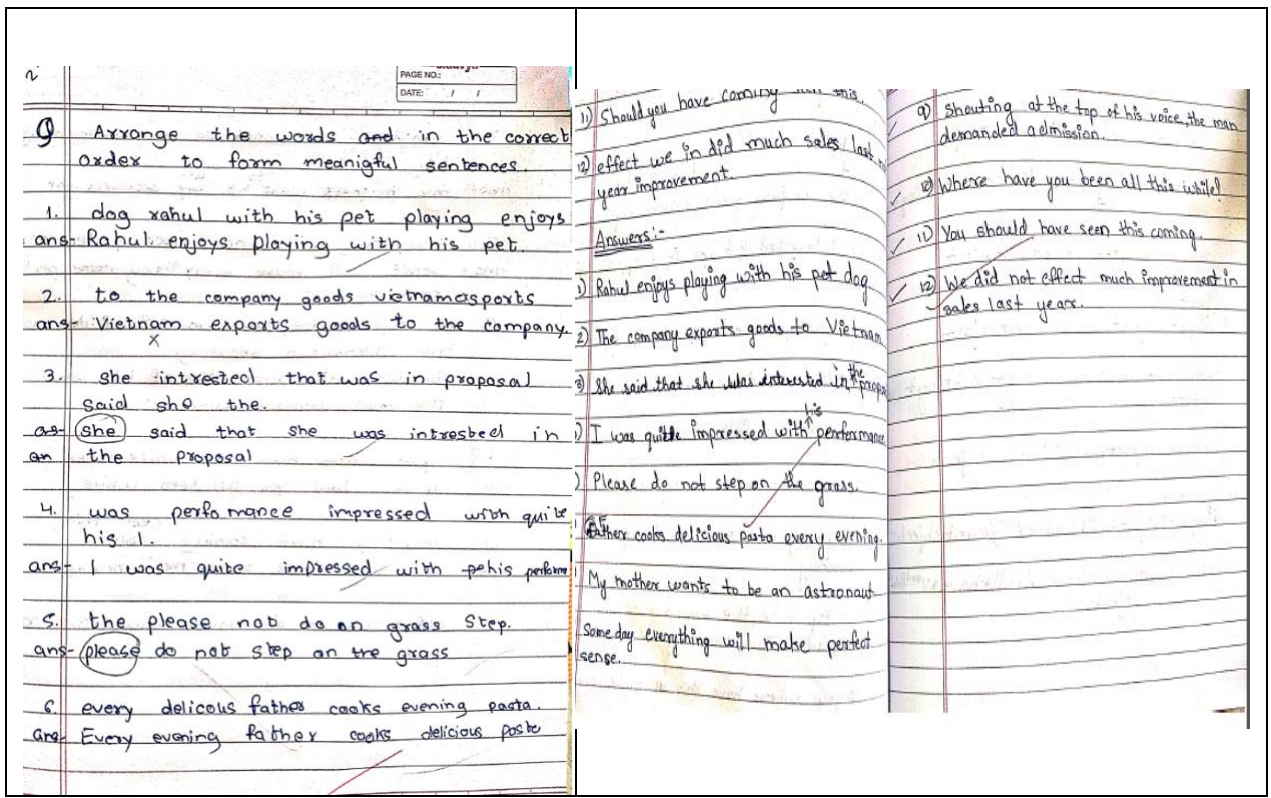 PAGE NO.:
DATE: / /
Q Arrange the words and in the correct
order to form meanigful sentences.
1. dog rahul with his pet playing enjoys
ans- Rahul enjoys playing with his pet.
2. to the company goods vietnamasports
ans- Vietnam exports goods to the company
x
3. she intrested that was in proposal
said she the.
as- she said that she was intrested in
an the proposal
4. was perfomance impressed with quite
his I.
ans- I was quite impressed with pehis perform
5. the please not do on grass step.
ans- please do not step on the grass
6. every delicous father cooks evening pasta.
ans- Every evening father cooks delicious paste
11) Should you have coming this.
12) effect we in did much sales last
year improvement.
Answers:-
1) Rahul enjoys playing with his pet dog
2) The company exports goods to Vietnam
3) She said that she was interested in the propos
) I was quite impressed with his performance
) Please do not step on the grass.
Father cooks delicious pasta every evening.
My mother wants to be an astronaut
Someday everything will make perfect
sense.
9) Shouting at the top of his voice, the man
demanded admission.
10) Where have you been all this while!
11) You should have seen this coming.
12) We did not effect much improvement in
sales last year.